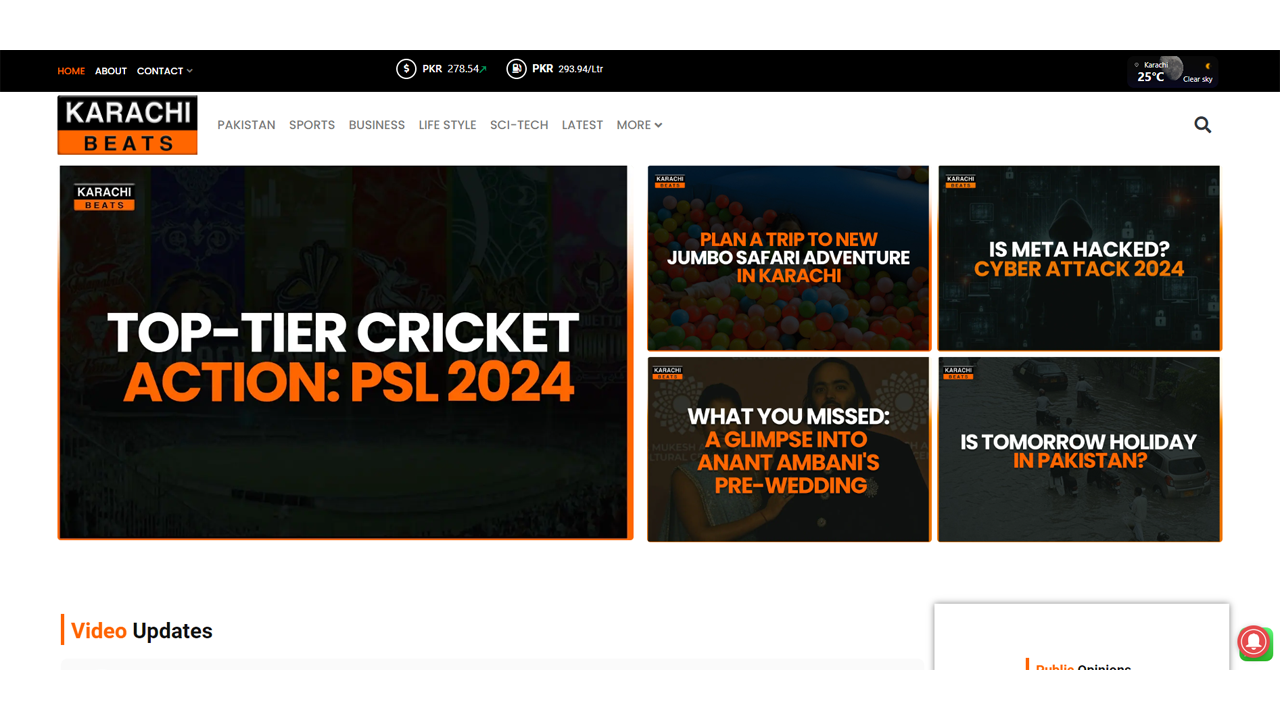 HOME ABOUT CONTACT
$ PKR 278.54
PKR 293.94/Ltr
Karachi
25°C
Clear sky
KARACHI
BEATS
PAKISTAN SPORTS BUSINESS LIFE STYLE SCI-TECH LATEST MORE
KARACHI
BEATS
TOP-TIER CRICKET
ACTION: PSL 2024
KARACHI
BEATS
PLAN A TRIP TO NEW
JUMBO SAFARI ADVENTURE
IN KARACHI
KARACHI
BEATS
IS META HACKED?
CYBER ATTACK 2024
KARACHI
BEATS
WHAT YOU MISSED:
A GLIMPSE INTO
ANANT AMBANI'S
PRE-WEDDING
MUKESH
KARACHI
BEATS
IS TOMORROW HOLIDAY
IN PAKISTAN?
Video Updates
Public Opinions